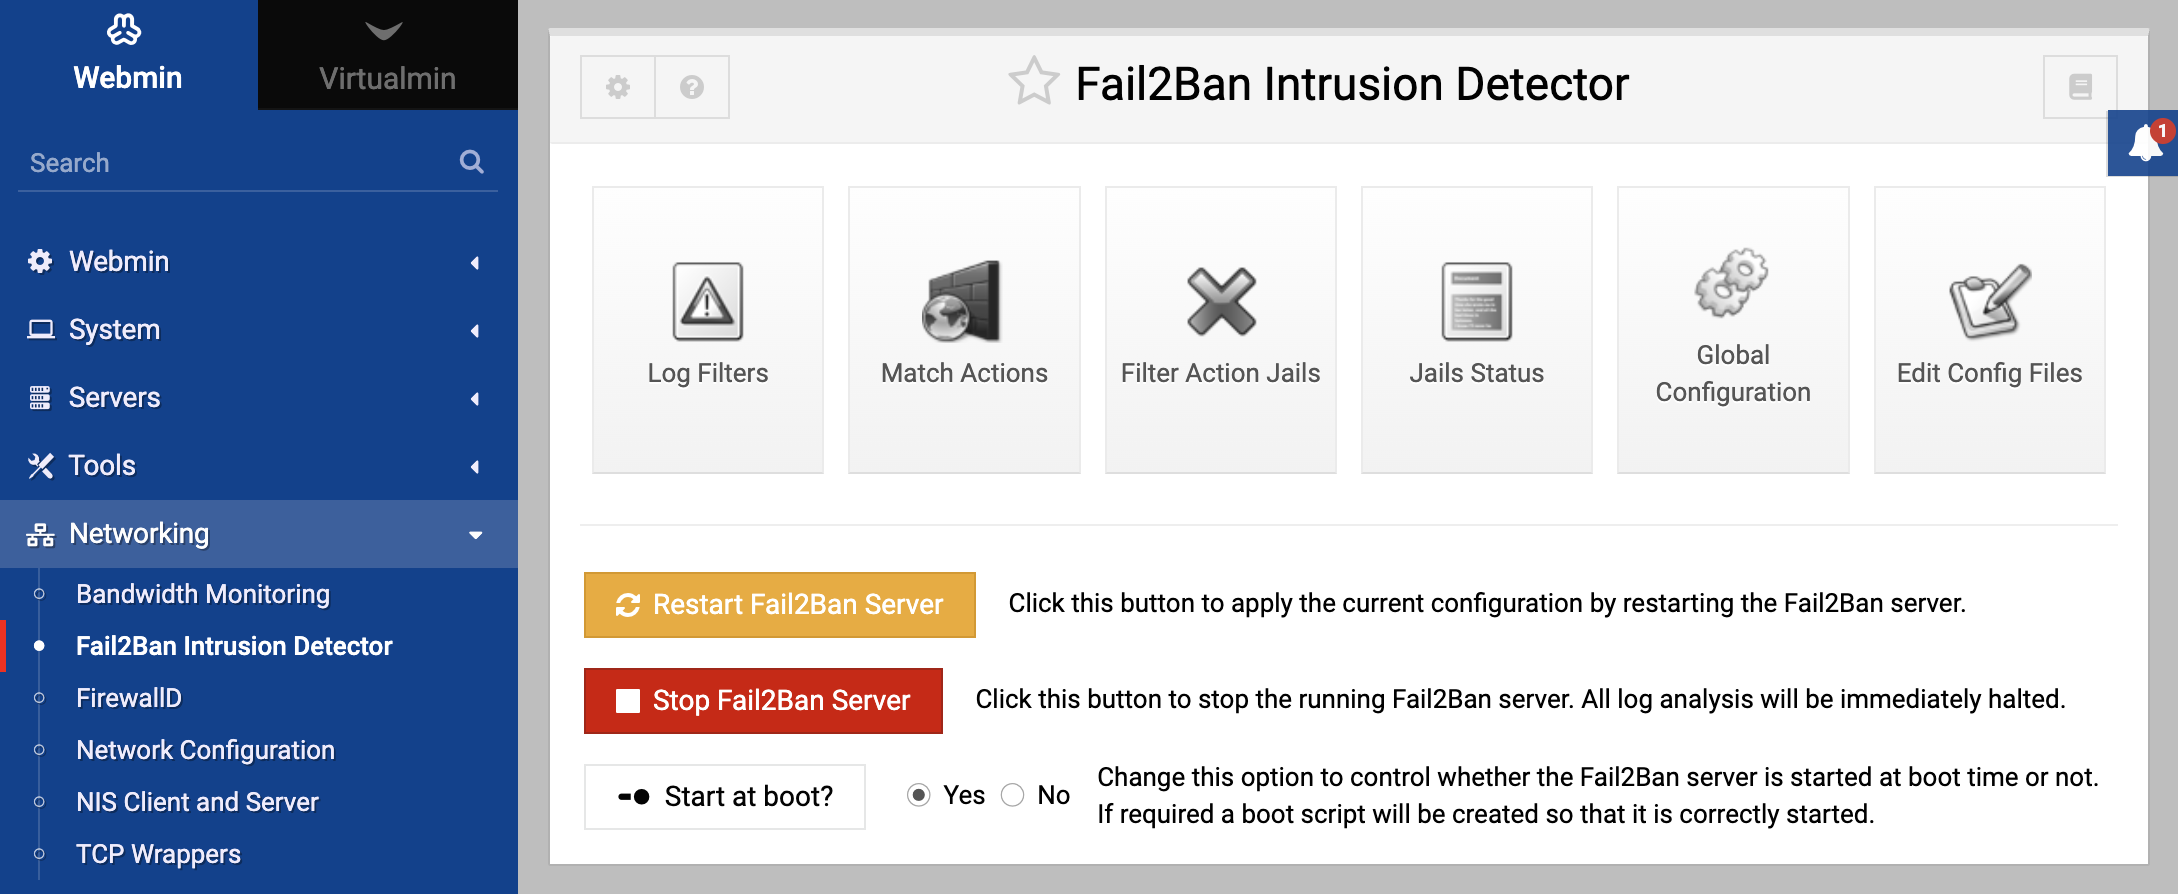 Webmin
Virtualmin
Search
Webmin
System
Servers
Tools
Networking
Bandwidth Monitoring
Fail2Ban Intrusion Detector
FirewallD
Network Configuration
NIS Client and Server
TCP Wrappers
Fail2Ban Intrusion Detector
1
Log Filters
Match Actions
Filter Action Jails
Jails Status
Global
Configuration
Edit Config Files
Restart Fail2Ban Server
Click this button to apply the current configuration by restarting the Fail2Ban server.
Stop Fail2Ban Server
Click this button to stop the running Fail2Ban server. All log analysis will be immediately halted.
Start at boot?
Yes
No
Change this option to control whether the Fail2Ban server is started at boot time or not.
If required a boot script will be created so that it is correctly started.